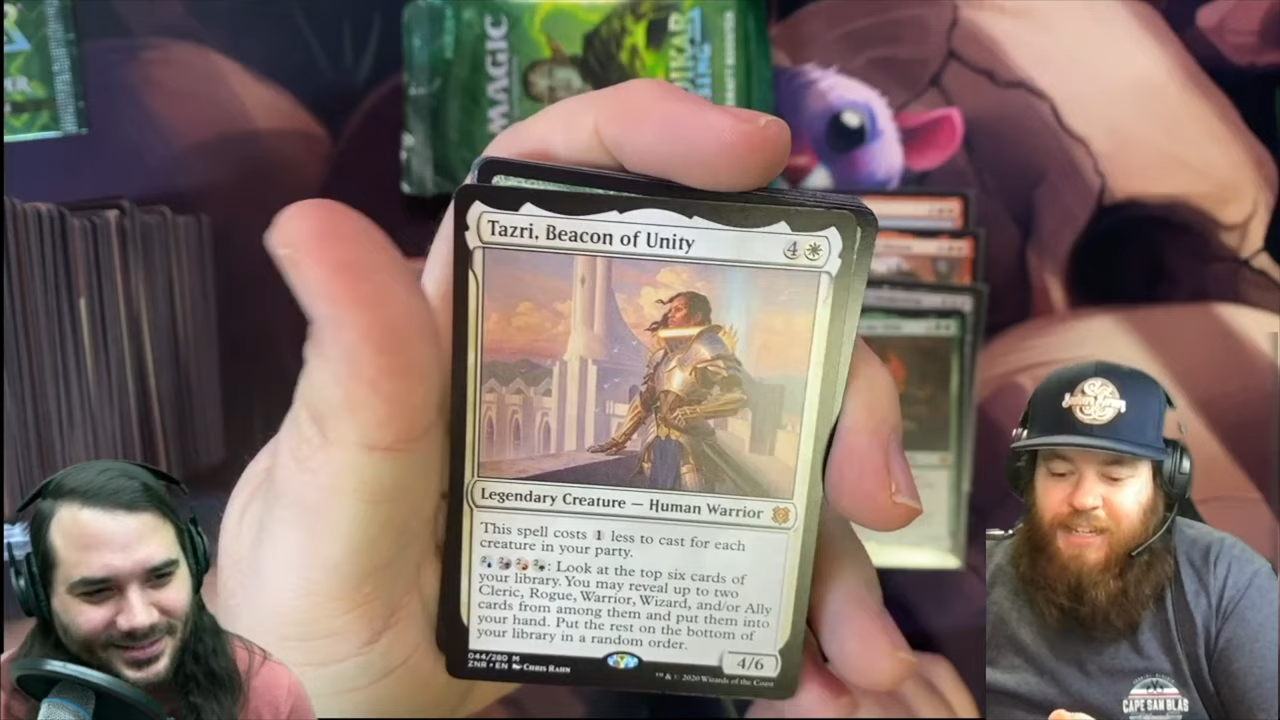 MAGIC
Tazri, Beacon of Unity
4
Legendary Creature — Human Warrior
This spell costs 1 less to cast for each
creature in your party.
: Look at the top six cards of
your library. You may reveal up to two
Cleric, Rogue, Warrior, Wizard, and/or Ally
cards from among them and put them into
your hand. Put the rest on the bottom of
your library in a random order.
4/6
044/280 M
ZNR • EN Chris Rahn
™ & © 2020 Wizards of the Coast
CAPE SAN BLAS